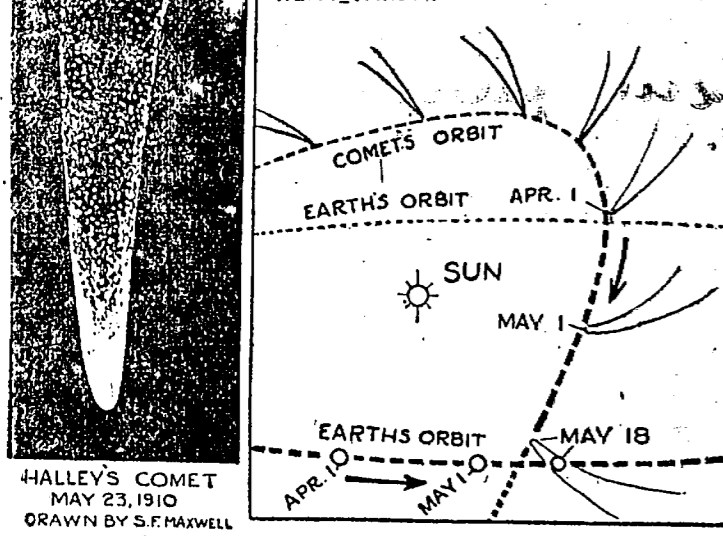 COMET'S ORBIT
EARTH'S ORBIT
APR. 1
SUN
MAY 1
EARTHS ORBIT
MAY 18
APR. 1
MAY 1
HALLEY'S COMET
MAY 23, 1910
DRAWN BY S.F. MAXWELL